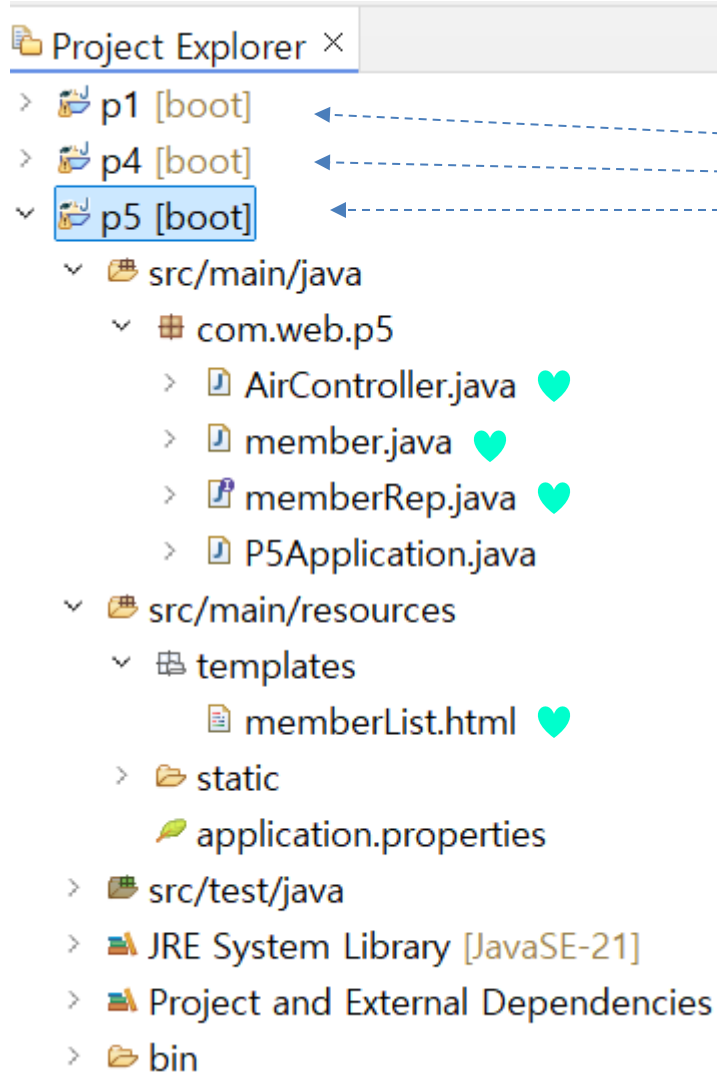 Project Explorer
p1 [boot]
p4 [boot]
p5 [boot]
src/main/java
com.web.p5
AirController.java
member.java
memberRep.java
P5Application.java
src/main/resources
templates
memberList.html
static
application.properties
src/test/java
JRE System Library [JavaSE-21]
Project and External Dependencies
bin